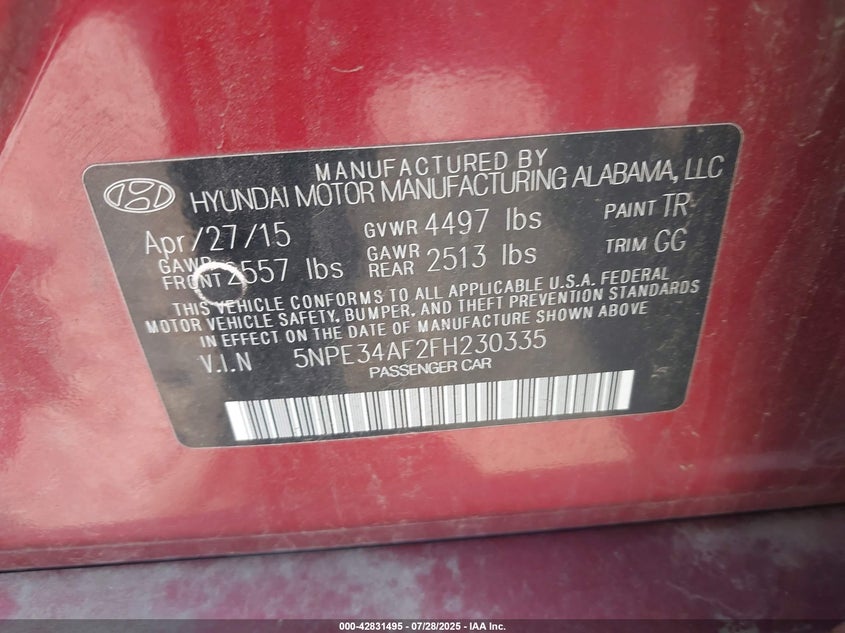 MANUFACTURED BY
HYUNDAI MOTOR MANUFACTURING ALABAMA, LLC
Apr/27/15 GVWR 4497 lbs PAINT TR
GAWR FRONT 2557 lbs GAWR REAR 2513 lbs TRIM GG
THIS VEHICLE CONFORMS TO ALL APPLICABLE U.S.A. FEDERAL
MOTOR VEHICLE SAFETY, BUMPER, AND THEFT PREVENTION STANDARDS
IN EFFECT ON THE DATE OF MANUFACTURE SHOWN ABOVE
V.I.N 5NPE34AF2FH230335
PASSENGER CAR
000-42831495 - 07/28/2025 - IAA Inc.